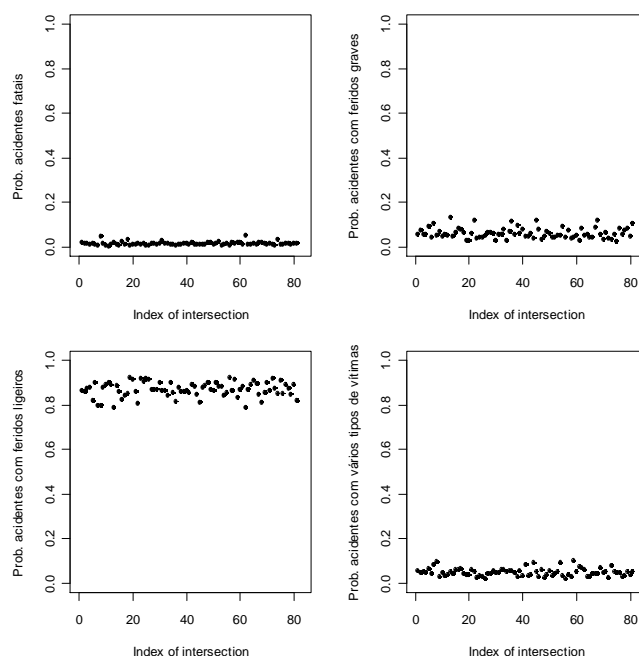 Prob. acidentes fatais
1.0
0.8
0.6
0.4
0.2
0.0
0 20 40 60 80
Index of intersection
Prob. acidentes com feridos graves
1.0
0.8
0.6
0.4
0.2
0.0
0 20 40 60 80
Index of intersection
Prob. acidentes com feridos ligeiros
1.0
0.8
0.6
0.4
0.2
0.0
0 20 40 60 80
Index of intersection
Prob. acidentes com vários tipos de vítimas
1.0
0.8
0.6
0.4
0.2
0.0
0 20 40 60 80
Index of intersection